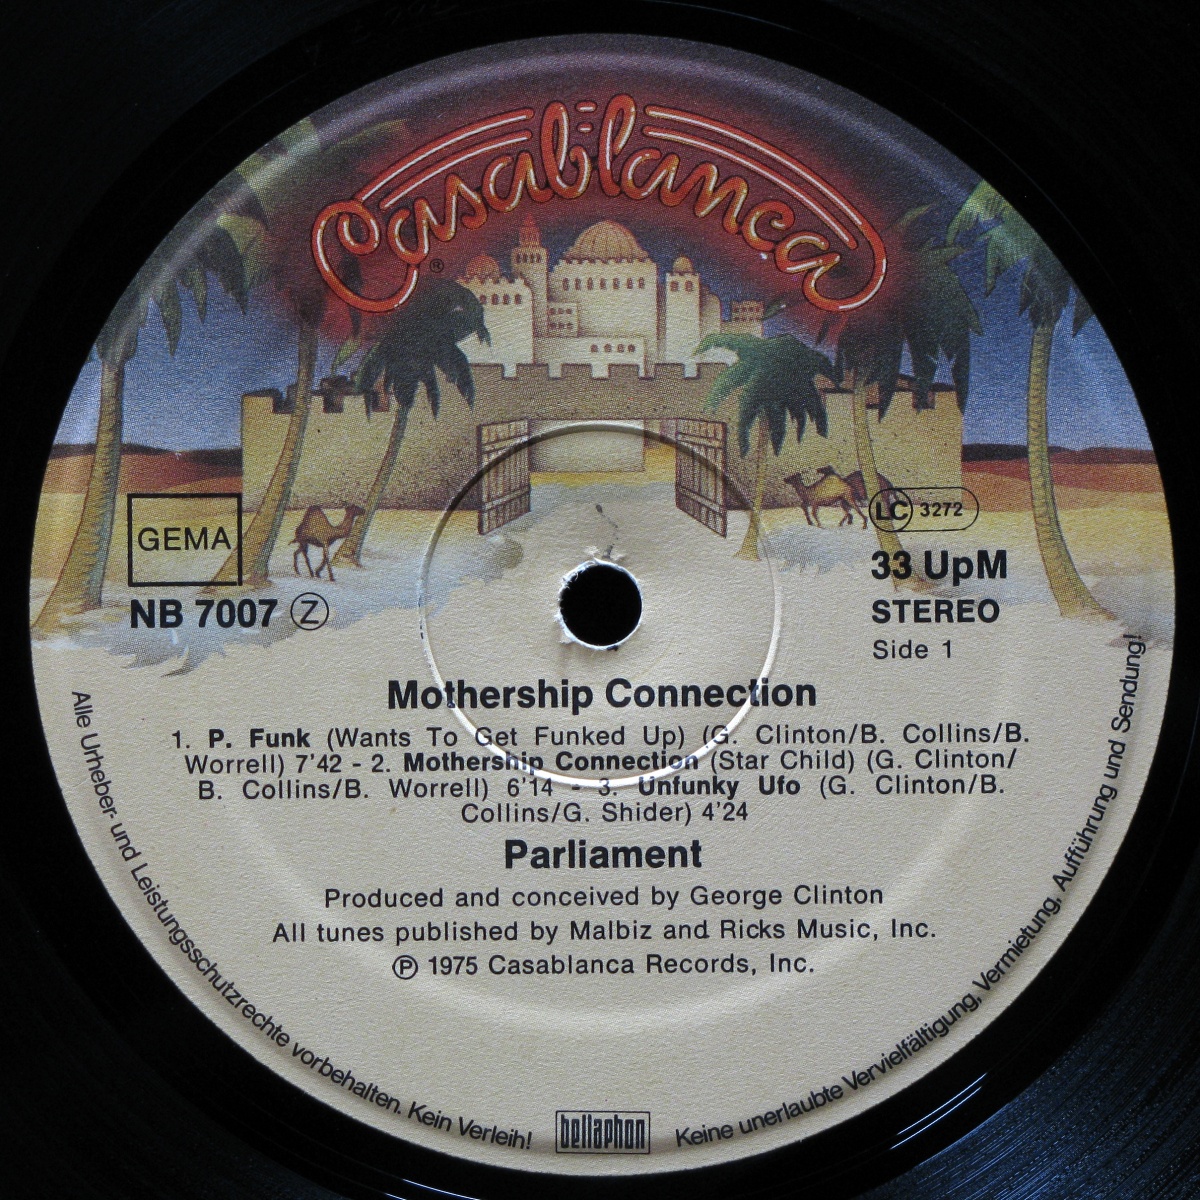 Casablanca
®
GEMA
LC 3272
NB 7007 Z
33 UpM
STEREO
Side 1
Mothership Connection
1. P. Funk (Wants To Get Funked Up) (G. Clinton/B. Collins/B.
Worrell) 7'42 - 2. Mothership Connection (Star Child) (G. Clinton/
B. Collins/B. Worrell) 6'14 - 3. Unfunky Ufo (G. Clinton/B.
Collins/G. Shider) 4'24
Parliament
Produced and conceived by George Clinton
All tunes published by Malbiz and Ricks Music, Inc.
℗ 1975 Casablanca Records, Inc.
Alle Urheber- und Leistungsschutzrechte vorbehalten. Kein Verleih!
bellaphon
Keine unerlaubte Vervielfältigung, Vermietung, Aufführung und Sendung!